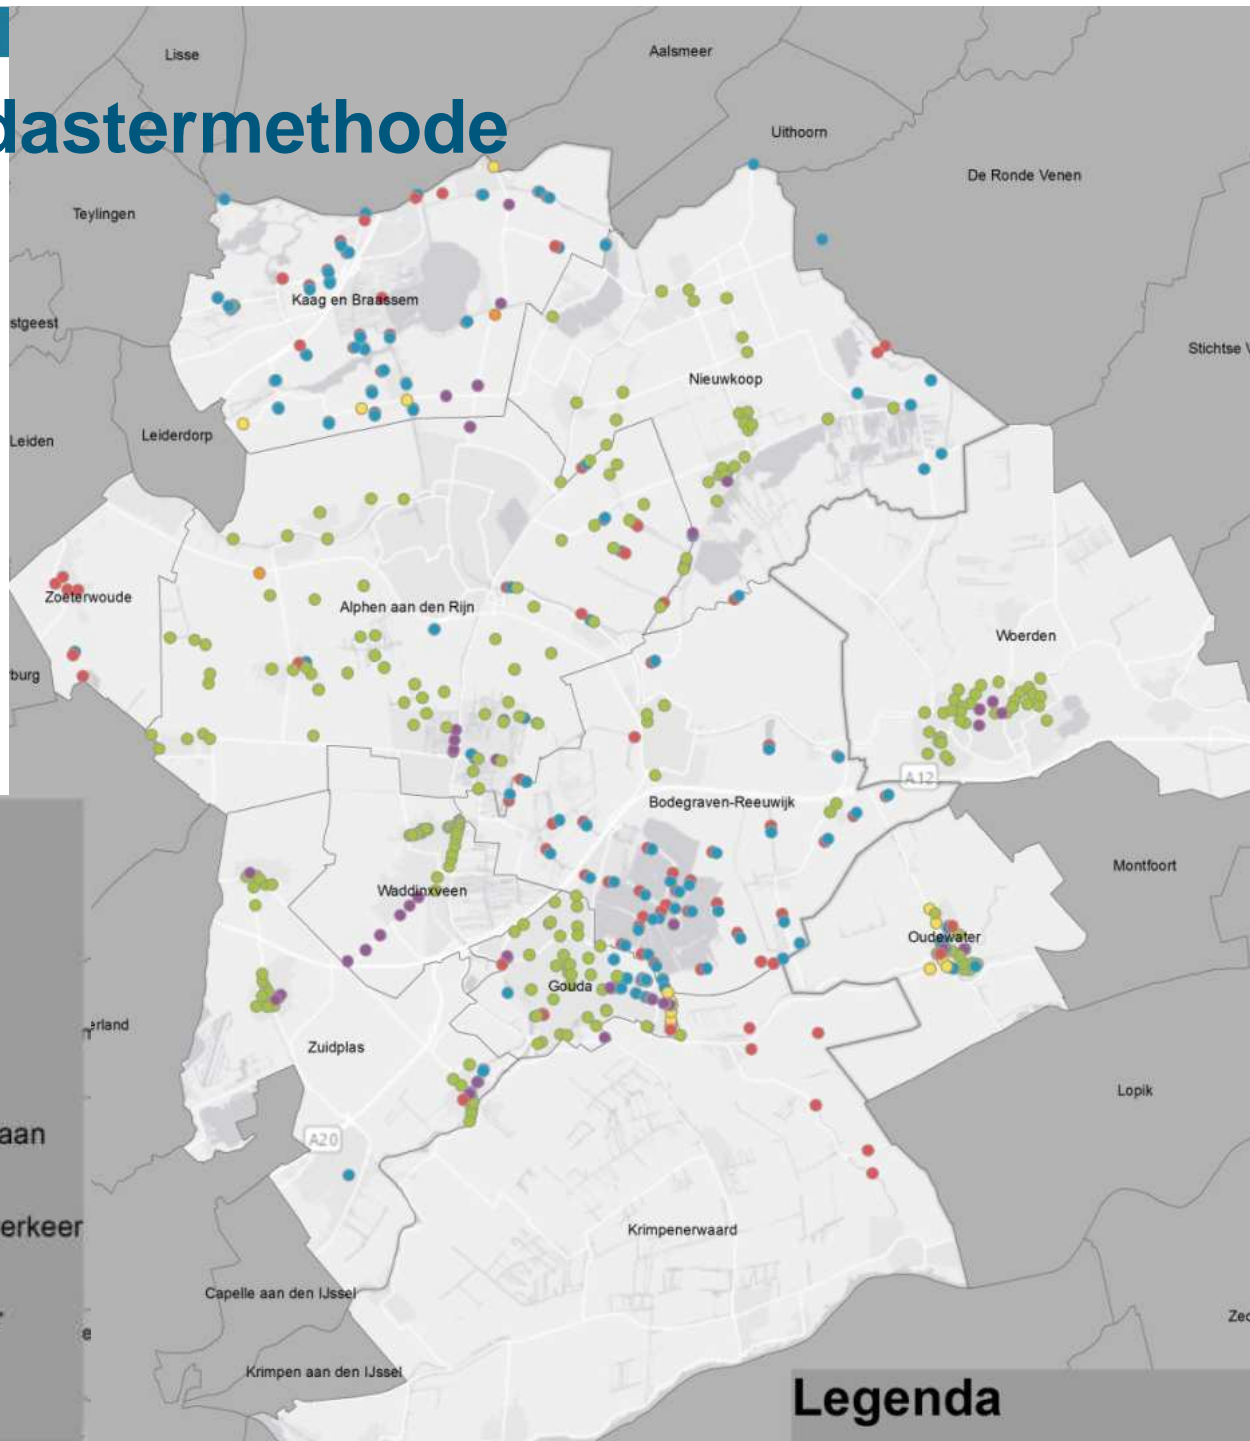 Lisse
Aalsmeer
dastermethode
Uithoorn
De Ronde Venen
Teylingen
Kaag en Braassem
stgeest
Stichtse V
Nieuwkoop
Leiden
Leiderdorp
Zoeterwoude
Alphen aan den Rijn
Woerden
burg
A12
Bodegraven-Reeuwijk
Montfoort
Waddinxveen
Oudewater
Gouda
erland
Zuidplas
Lopik
aan
A20
erkeer
Krimpenerwaard
Capelle aan den IJssel
Zed
Krimpen aan den IJssel
Legenda